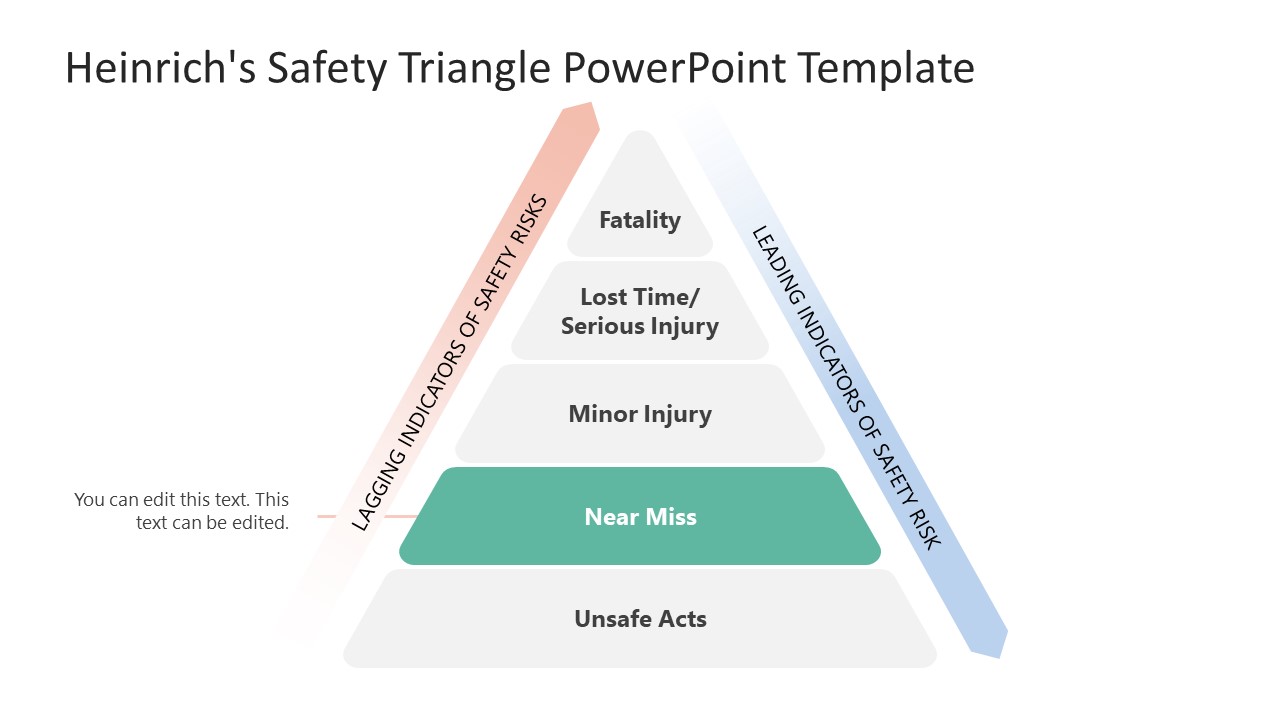 Heinrich's Safety Triangle PowerPoint Template
LAGGING INDICATORS OF SAFETY RISKS
LEADING INDICATORS OF SAFETY RISK
Fatality
Lost Time/
Serious Injury
Minor Injury
You can edit this text. This
text can be edited.
Near Miss
Unsafe Acts